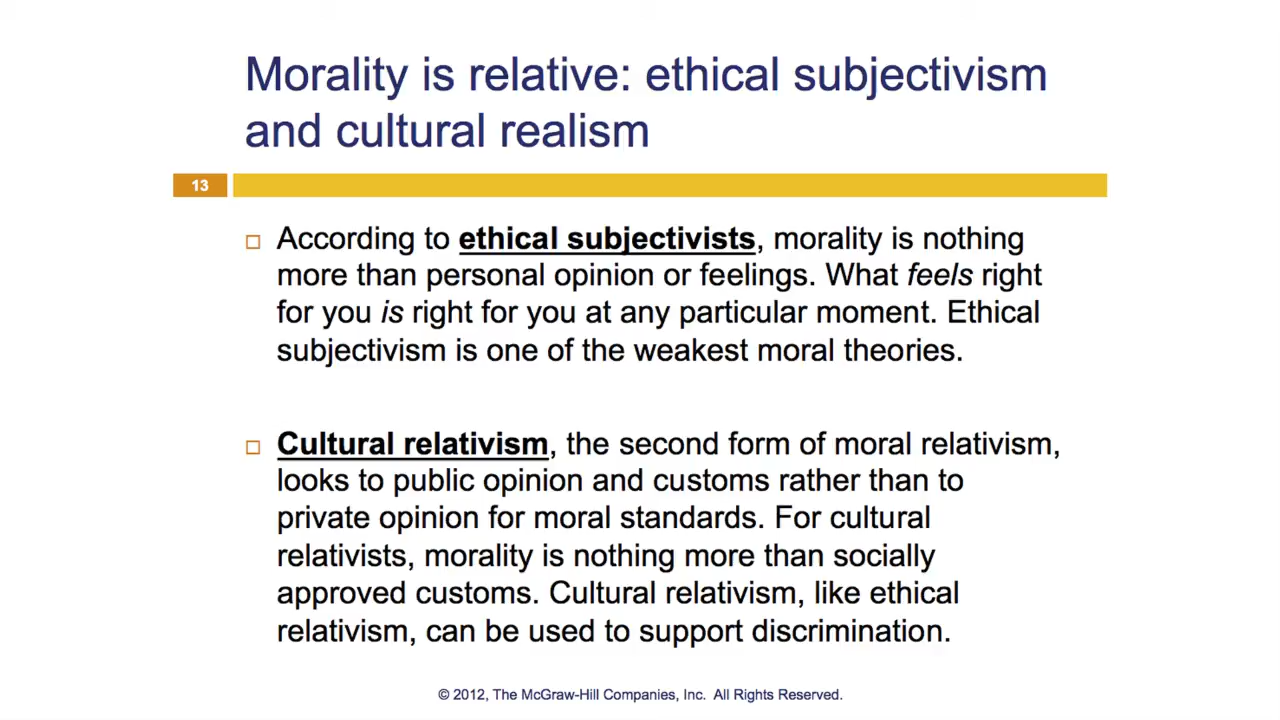 Morality is relative: ethical subjectivism
and cultural realism
13
According to ethical subjectivists, morality is nothing
more than personal opinion or feelings. What feels right
for you is right for you at any particular moment. Ethical
subjectivism is one of the weakest moral theories.
Cultural relativism, the second form of moral relativism,
looks to public opinion and customs rather than to
private opinion for moral standards. For cultural
relativists, morality is nothing more than socially
approved customs. Cultural relativism, like ethical
relativism, can be used to support discrimination.
© 2012, The McGraw-Hill Companies, Inc. All Rights Reserved.